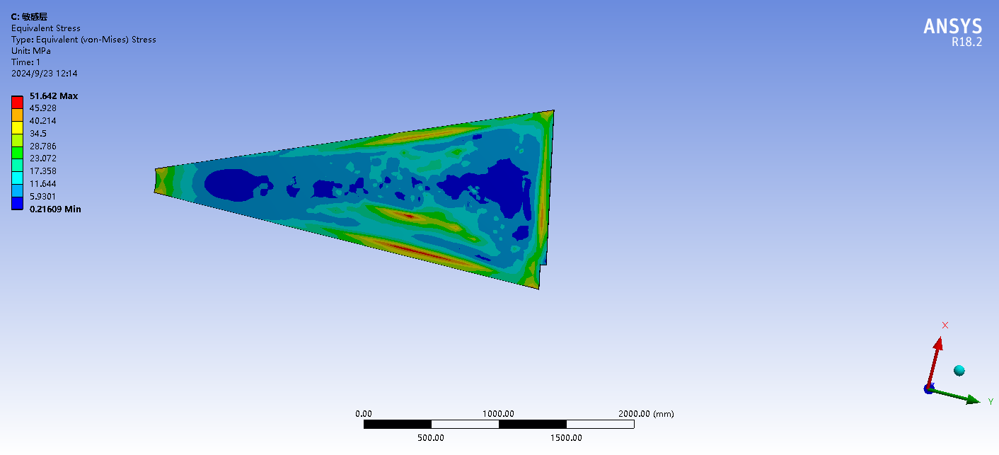 C: 敏感层
Equivalent Stress
Type: Equivalent (von-Mises) Stress
Unit: MPa
Time: 1
2024/9/23 12:14
ANSYS
R18.2
51.642 Max
45.928
40.214
34.5
28.786
23.072
17.358
11.644
5.9301
0.21609 Min
X
Y
0.00 1000.00 2000.00 (mm)
500.00 1500.00